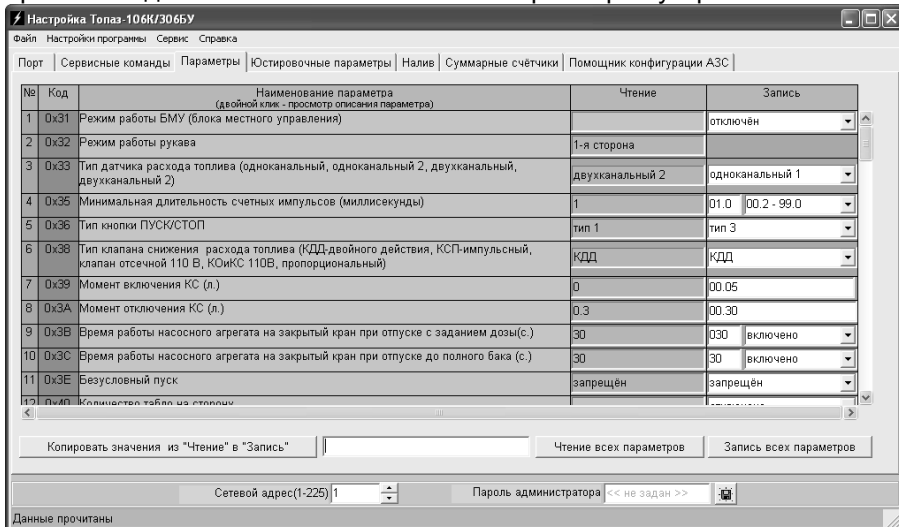 Настройка Топаз-106К/306БУ
Файл Настройки программы Сервис Справка
Порт Сервисные команды Параметры Юстировочные параметры Налив Суммарные счётчики Помощник конфигурации АЗС
№ Код Наименование параметра Чтение Запись
(двойной клик - просмотр описания параметра)
1 0x31 Режим работы БМУ (блока местного управления) отключён
2 0x32 Режим работы рукава 1-я сторона
3 0x33 Тип датчика расхода топлива (одноканальный, одноканальный 2, двухканальный,
двухканальный 2) двухканальный 2 одноканальный 1
4 0x35 Минимальная длительность счетных импульсов (миллисекунды) 1 01.0 00.2 - 99.0
5 0x36 Тип кнопки ПУСК/СТОП тип 1 тип 3
6 0x38 Тип клапана снижения расхода топлива (КДД-двойного действия, КСП-импульсный,
клапан отсечной 110 В, КОиКС 110В, пропорциональный) КДД КДД
7 0x39 Момент включения КС (л.) 0 00.05
8 0x3A Момент отключения КС (л.) 0.3 00.30
9 0x3B Время работы насосного агрегата на закрытый кран при отпуске с заданием дозы(с.) 30 030 включено
10 0x3C Время работы насосного агрегата на закрытый кран при отпуске до полного бака (с.) 30 30 включено
11 0x3E Безусловный пуск запрещён запрещён
12 0x40 Количество табло на сторону
Копировать значения из "Чтение" в "Запись" Чтение всех параметров Запись всех параметров
Сетевой адрес(1-225) 1 Пароль администратора << не задан >>
Данные прочитаны